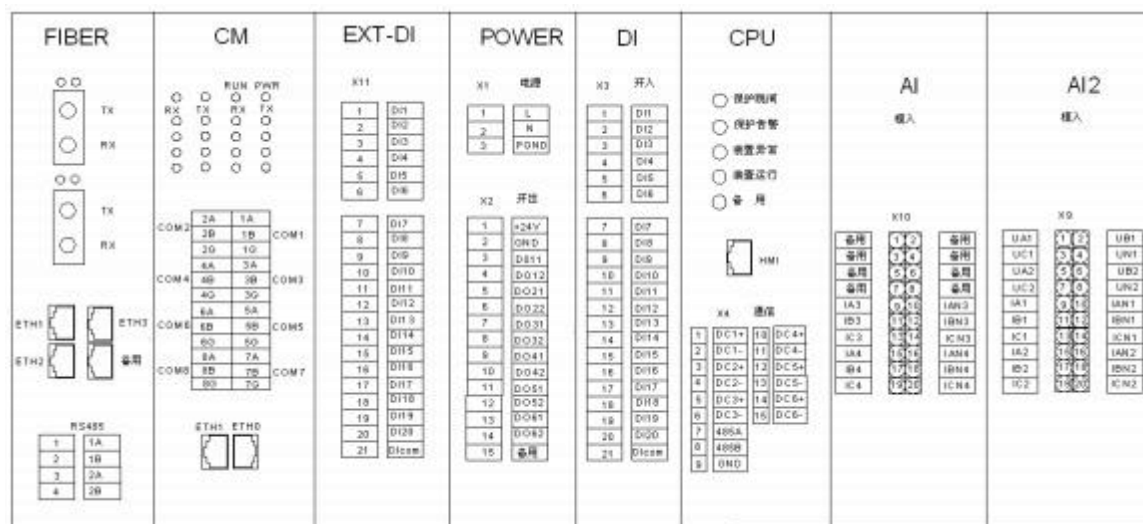 FIBER
TX
RX
TX
RX
ETH1
ETH3
ETH2
备用
RS485
1 1A
2 1B
3 2A
4 2B
CM
RUN PWR
RX TX RX TX
2A 1A
COM2 2B 1B COM1
2G 1G
4A 3A
COM4 4B 3B COM3
4G 3G
6A 5A
COM6 6B 5B COM5
6G 5G
8A 7A
COM8 8B 7B COM7
8G 7G
ETH1 ETH0
EXT-DI
X11
1 DI1
2 DI2
3 DI3
4 DI4
5 DI5
6 DI6
7 DI7
8 DI8
9 DI9
10 DI10
11 DI11
12 DI12
13 DI13
14 DI14
15 DI15
16 DI16
17 DI17
18 DI18
19 DI19
20 DI20
21 DIcom
POWER
X1 电源
1 L
2 N
3 PGND
X2 开出
1 +24V
2 GND
3 DO11
4 DO12
5 DO21
6 DO22
7 DO31
8 DO32
9 DO41
10 DO42
11 DO51
12 DO52
13 DO61
14 DO62
15 备用
DI
X3 开入
1 DI1
2 DI2
3 DI3
4 DI4
5 DI5
6 DI6
7 DI7
8 DI8
9 DI9
10 DI10
11 DI11
12 DI12
13 DI13
14 DI14
15 DI15
16 DI16
17 DI17
18 DI18
19 DI19
20 DI20
21 DIcom
CPU
保护跳闸
保护告警
装置异常
装置运行
备 用
HMI
X4 通信
1 DC1+ 10 DC4+
2 DC1- 11 DC4-
3 DC2+ 12 DC5+
4 DC2- 13 DC5-
5 DC3+ 14 DC6+
6 DC3- 15 DC6-
7 485A
8 485B
9 GND
AI
模入
X10
备用 1 2 备用
备用 3 4 备用
备用 5 6 备用
备用 7 8 备用
IA3 9 10 IAN3
IB3 11 12 IBN3
IC3 13 14 ICN3
IA4 15 16 IAN4
IB4 17 18 IBN4
IC4 19 20 ICN4
AI2
模入
X9
UA1 1 2 UB1
UC1 3 4 UN1
UA2 5 6 UB2
UC2 7 8 UN2
IA1 9 10 IAN1
IB1 11 12 IBN1
IC1 13 14 ICN1
IA2 15 16 IAN2
IB2 17 18 IBN2
IC2 19 20 ICN2